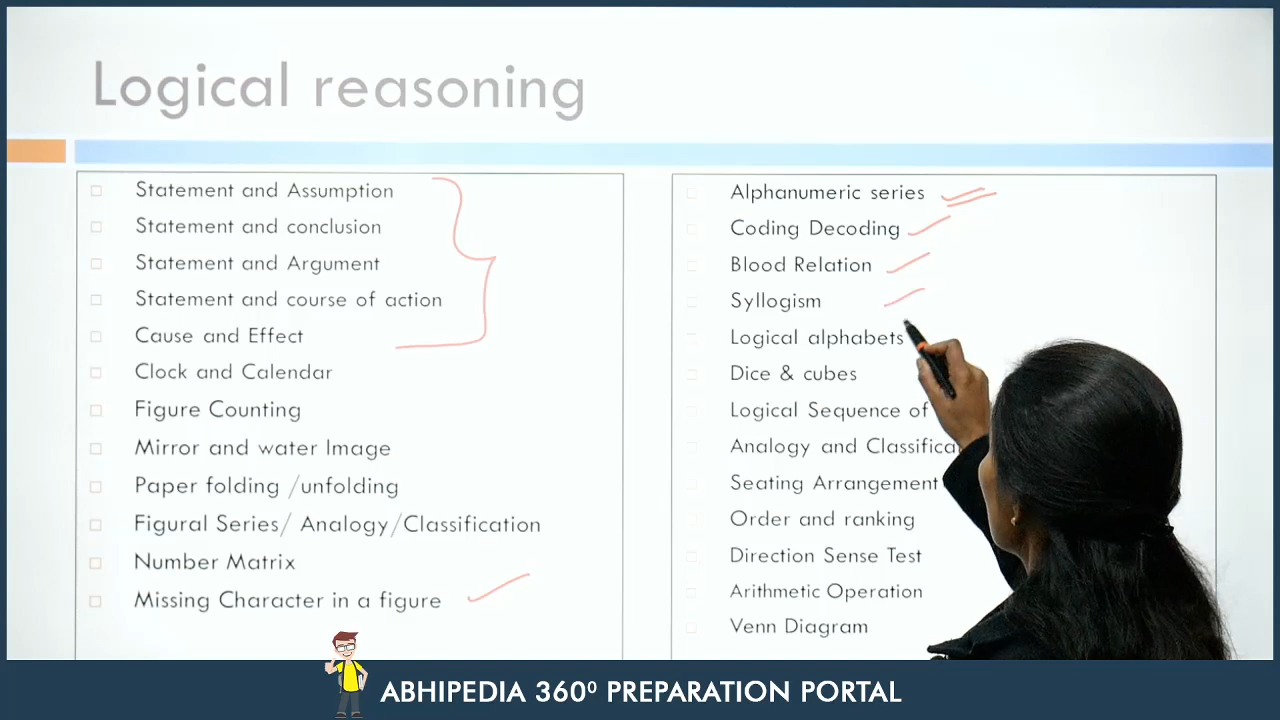 Logical reasoning
Statement and Assumption
Statement and conclusion
Statement and Argument
Statement and course of action
Cause and Effect
Clock and Calendar
Figure Counting
Mirror and water Image
Paper folding /unfolding
Figural Series/ Analogy/Classification
Number Matrix
Missing Character in a figure
Alphanumeric series
Coding Decoding
Blood Relation
Syllogism
Logical alphabets
Dice & cubes
Logical Sequence of
Analogy and
Seating Arrangement
Order and ranking
Direction Sense Test
Arithmetic Operation
Venn Diagram
ABHIPEDIA 360⁰ PREPARATION PORTAL